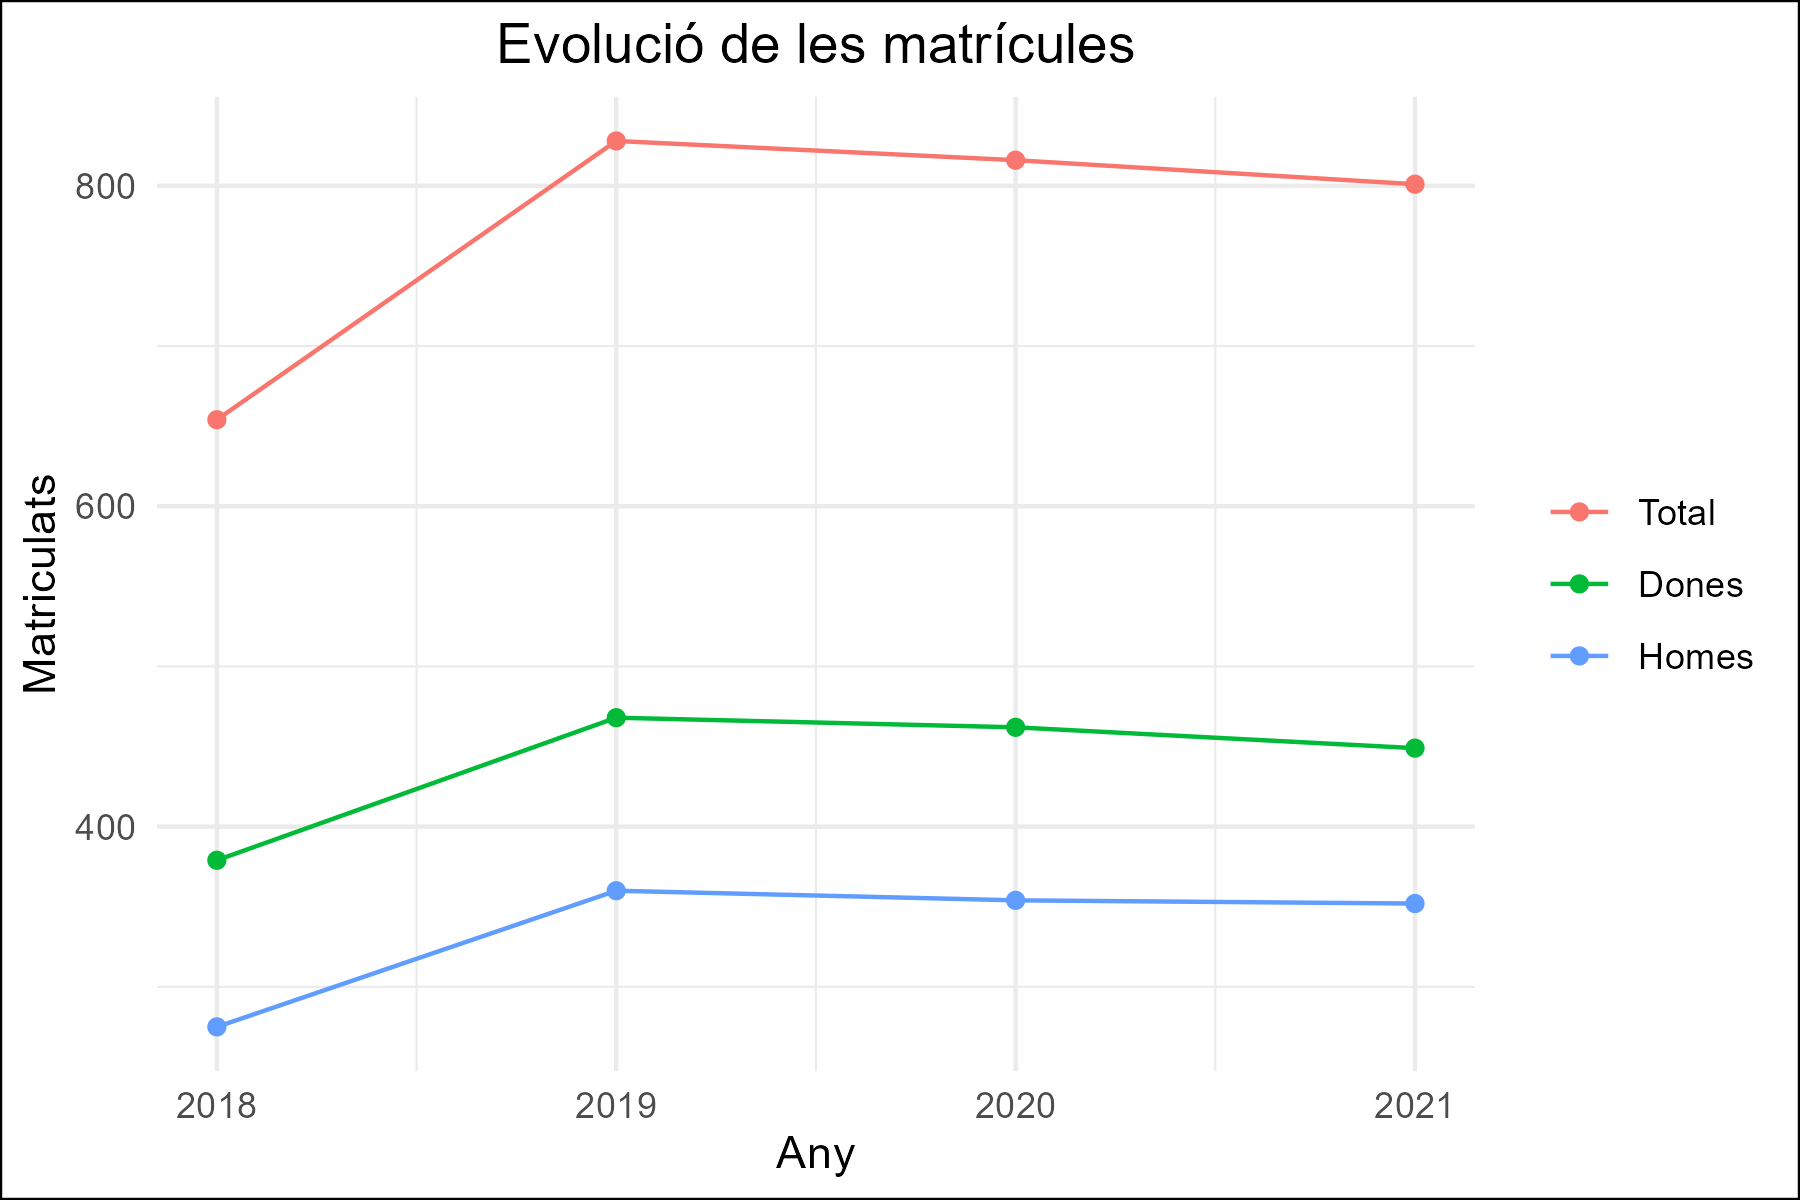 Evolució de les matrícules
800
600
400
Matriculats
2018 2019 2020 2021
Any
Total
Dones
Homes